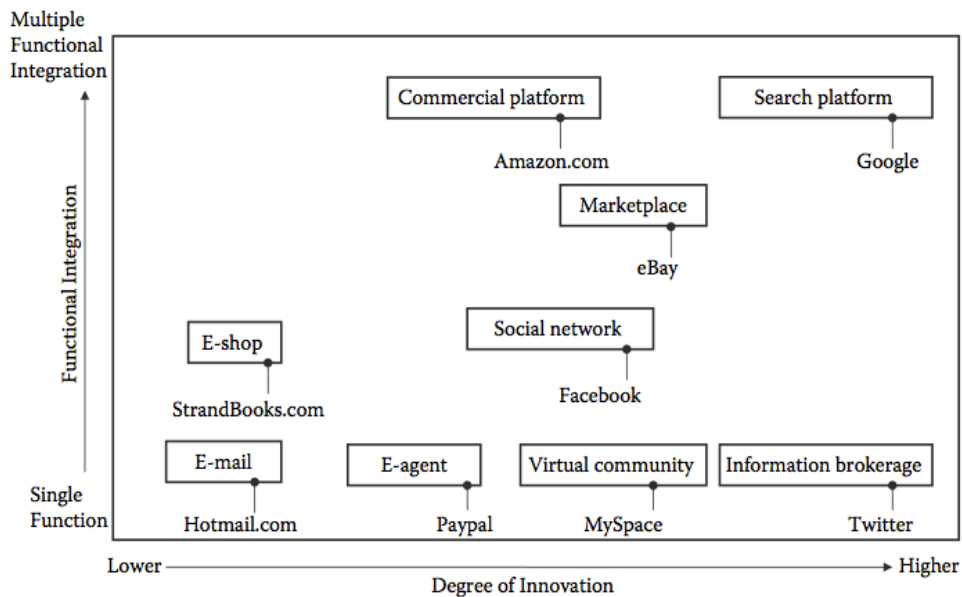 Multiple
Functional
Integration
Commercial platform
Search platform
Amazon.com
Google
Marketplace
eBay
Functional Integration
Social network
E-shop
Facebook
StrandBooks.com
E-mail
E-agent
Virtual community
Information brokerage
Single
Function
Hotmail.com
Paypal
MySpace
Twitter
Lower
Higher
Degree of Innovation